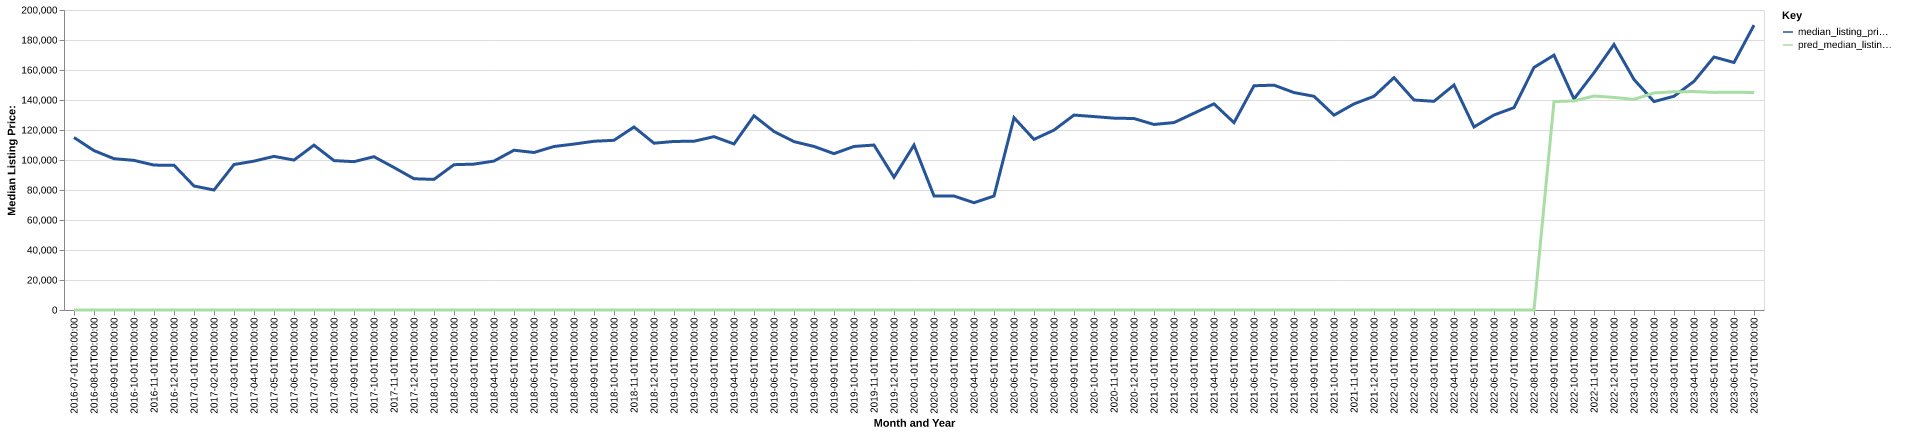 200,000
180,000
160,000
140,000
120,000
100,000
80,000
60,000
40,000
20,000
0
Median Listing Price:
2016-07-01T00:00:00
2016-08-01T00:00:00
2016-09-01T00:00:00
2016-10-01T00:00:00
2016-11-01T00:00:00
2016-12-01T00:00:00
2017-01-01T00:00:00
2017-02-01T00:00:00
2017-03-01T00:00:00
2017-04-01T00:00:00
2017-05-01T00:00:00
2017-06-01T00:00:00
2017-07-01T00:00:00
2017-08-01T00:00:00
2017-09-01T00:00:00
2017-10-01T00:00:00
2017-11-01T00:00:00
2017-12-01T00:00:00
2018-01-01T00:00:00
2018-02-01T00:00:00
2018-03-01T00:00:00
2018-04-01T00:00:00
2018-05-01T00:00:00
2018-06-01T00:00:00
2018-07-01T00:00:00
2018-08-01T00:00:00
2018-09-01T00:00:00
2018-10-01T00:00:00
2018-11-01T00:00:00
2018-12-01T00:00:00
2019-01-01T00:00:00
2019-02-01T00:00:00
2019-03-01T00:00:00
2019-04-01T00:00:00
2019-05-01T00:00:00
2019-06-01T00:00:00
2019-07-01T00:00:00
2019-08-01T00:00:00
2019-09-01T00:00:00
2019-10-01T00:00:00
2019-11-01T00:00:00
2019-12-01T00:00:00
2020-01-01T00:00:00
2020-02-01T00:00:00
2020-03-01T00:00:00
2020-04-01T00:00:00
2020-05-01T00:00:00
2020-06-01T00:00:00
2020-07-01T00:00:00
2020-08-01T00:00:00
2020-09-01T00:00:00
2020-10-01T00:00:00
2020-11-01T00:00:00
2020-12-01T00:00:00
2021-01-01T00:00:00
2021-02-01T00:00:00
2021-03-01T00:00:00
2021-04-01T00:00:00
2021-05-01T00:00:00
2021-06-01T00:00:00
2021-07-01T00:00:00
2021-08-01T00:00:00
2021-09-01T00:00:00
2021-10-01T00:00:00
2021-11-01T00:00:00
2021-12-01T00:00:00
2022-01-01T00:00:00
2022-02-01T00:00:00
2022-03-01T00:00:00
2022-04-01T00:00:00
2022-05-01T00:00:00
2022-06-01T00:00:00
2022-07-01T00:00:00
2022-08-01T00:00:00
2022-09-01T00:00:00
2022-10-01T00:00:00
2022-11-01T00:00:00
2022-12-01T00:00:00
2023-01-01T00:00:00
2023-02-01T00:00:00
2023-03-01T00:00:00
2023-04-01T00:00:00
2023-05-01T00:00:00
2023-06-01T00:00:00
2023-07-01T00:00:00
Month and Year
Key
median_listing_pri…
pred_median_listin…